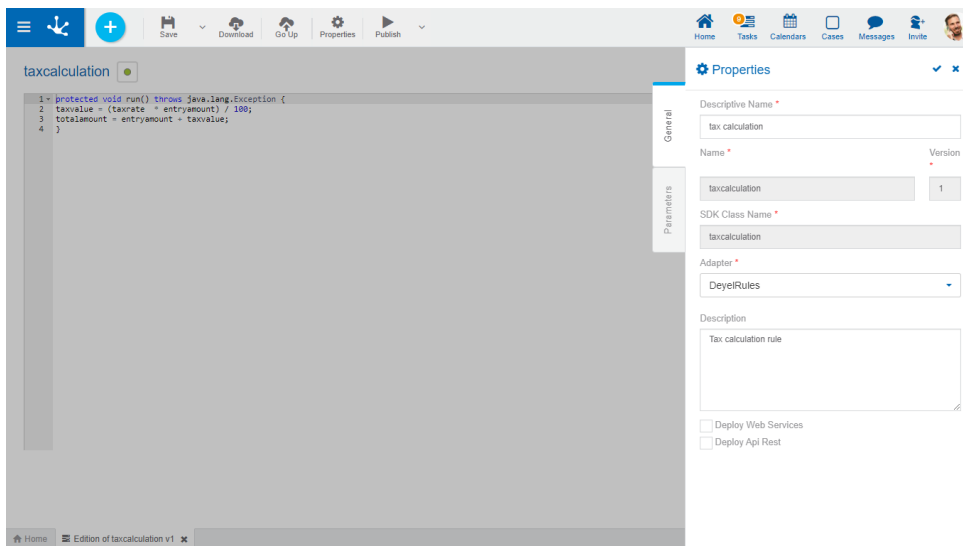 Save
Download
Go Up
Properties
Publish
Home
9
Tasks
Calendars
Cases
Messages
Invite
taxcalculation
1 protected void run() throws java.lang.Exception {
2 taxvalue = (taxrate * entryamount) / 100;
3 totalamount = entryamount + taxvalue;
4 }
General
Parameters
Properties
Descriptive Name *
tax calculation
Name * Version *
taxcalculation 1
SDK Class Name *
taxcalculation
Adapter *
DeyelRules
Description
Tax calculation rule
Deploy Web Services
Deploy Api Rest
Home Edition of taxcalculation v1